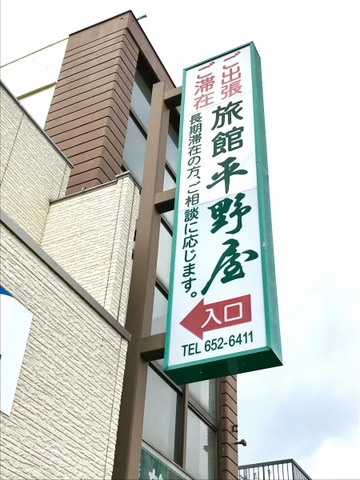 ご出張
ご滞在
旅館平野屋
長期滞在の方、ご相談に応じます。
入口
TEL 652-6411